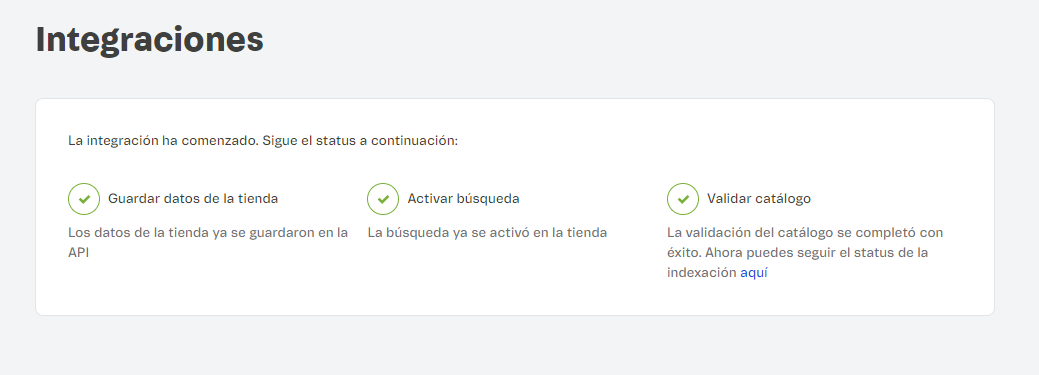 Integraciones
La integración ha comenzado. Sigue el status a continuación:
Guardar datos de la tienda
Los datos de la tienda ya se guardaron en la
API
Activar búsqueda
La búsqueda ya se activó en la tienda
Validar catálogo
La validación del catálogo se completó con
éxito. Ahora puedes seguir el status de la
indexación aquí